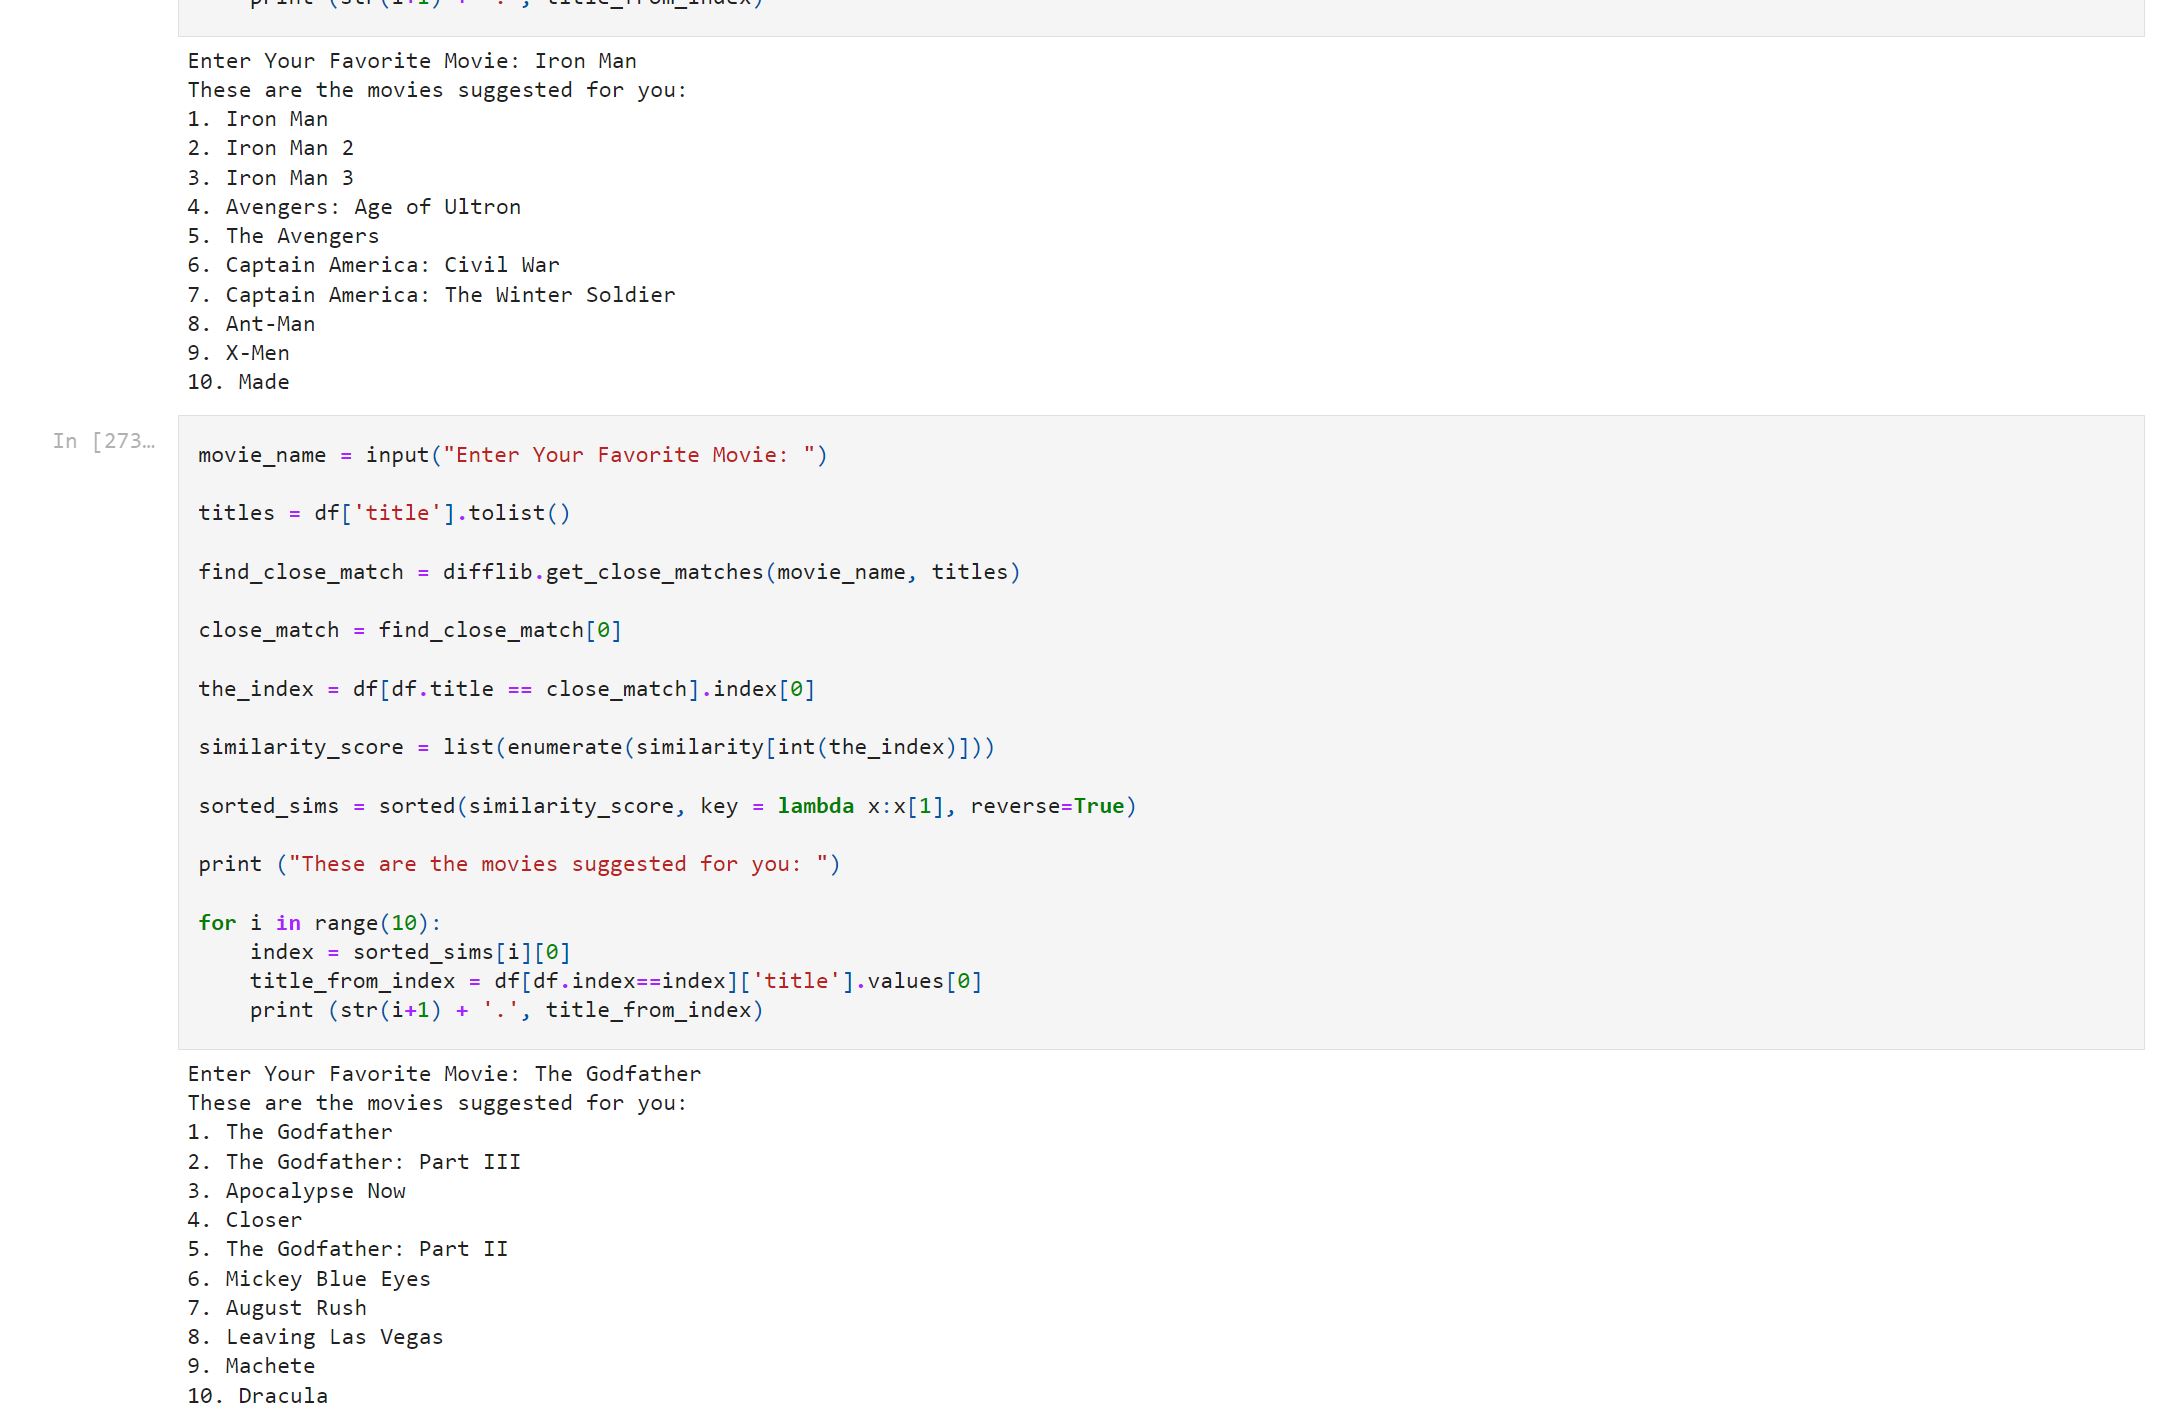 print (str(i+1) + '.', title_from_index)
Enter Your Favorite Movie: Iron Man
These are the movies suggested for you:
1. Iron Man
2. Iron Man 2
3. Iron Man 3
4. Avengers: Age of Ultron
5. The Avengers
6. Captain America: Civil War
7. Captain America: The Winter Soldier
8. Ant-Man
9. X-Men
10. Made
In [273…
movie_name = input("Enter Your Favorite Movie: ")
titles = df['title'].tolist()
find_close_match = difflib.get_close_matches(movie_name, titles)
close_match = find_close_match[0]
the_index = df[df.title == close_match].index[0]
similarity_score = list(enumerate(similarity[int(the_index)]))
sorted_sims = sorted(similarity_score, key = lambda x:x[1], reverse=True)
print ("These are the movies suggested for you: ")
for i in range(10):
    index = sorted_sims[i][0]
    title_from_index = df[df.index==index]['title'].values[0]
    print (str(i+1) + '.', title_from_index)
Enter Your Favorite Movie: The Godfather
These are the movies suggested for you:
1. The Godfather
2. The Godfather: Part III
3. Apocalypse Now
4. Closer
5. The Godfather: Part II
6. Mickey Blue Eyes
7. August Rush
8. Leaving Las Vegas
9. Machete
10. Dracula